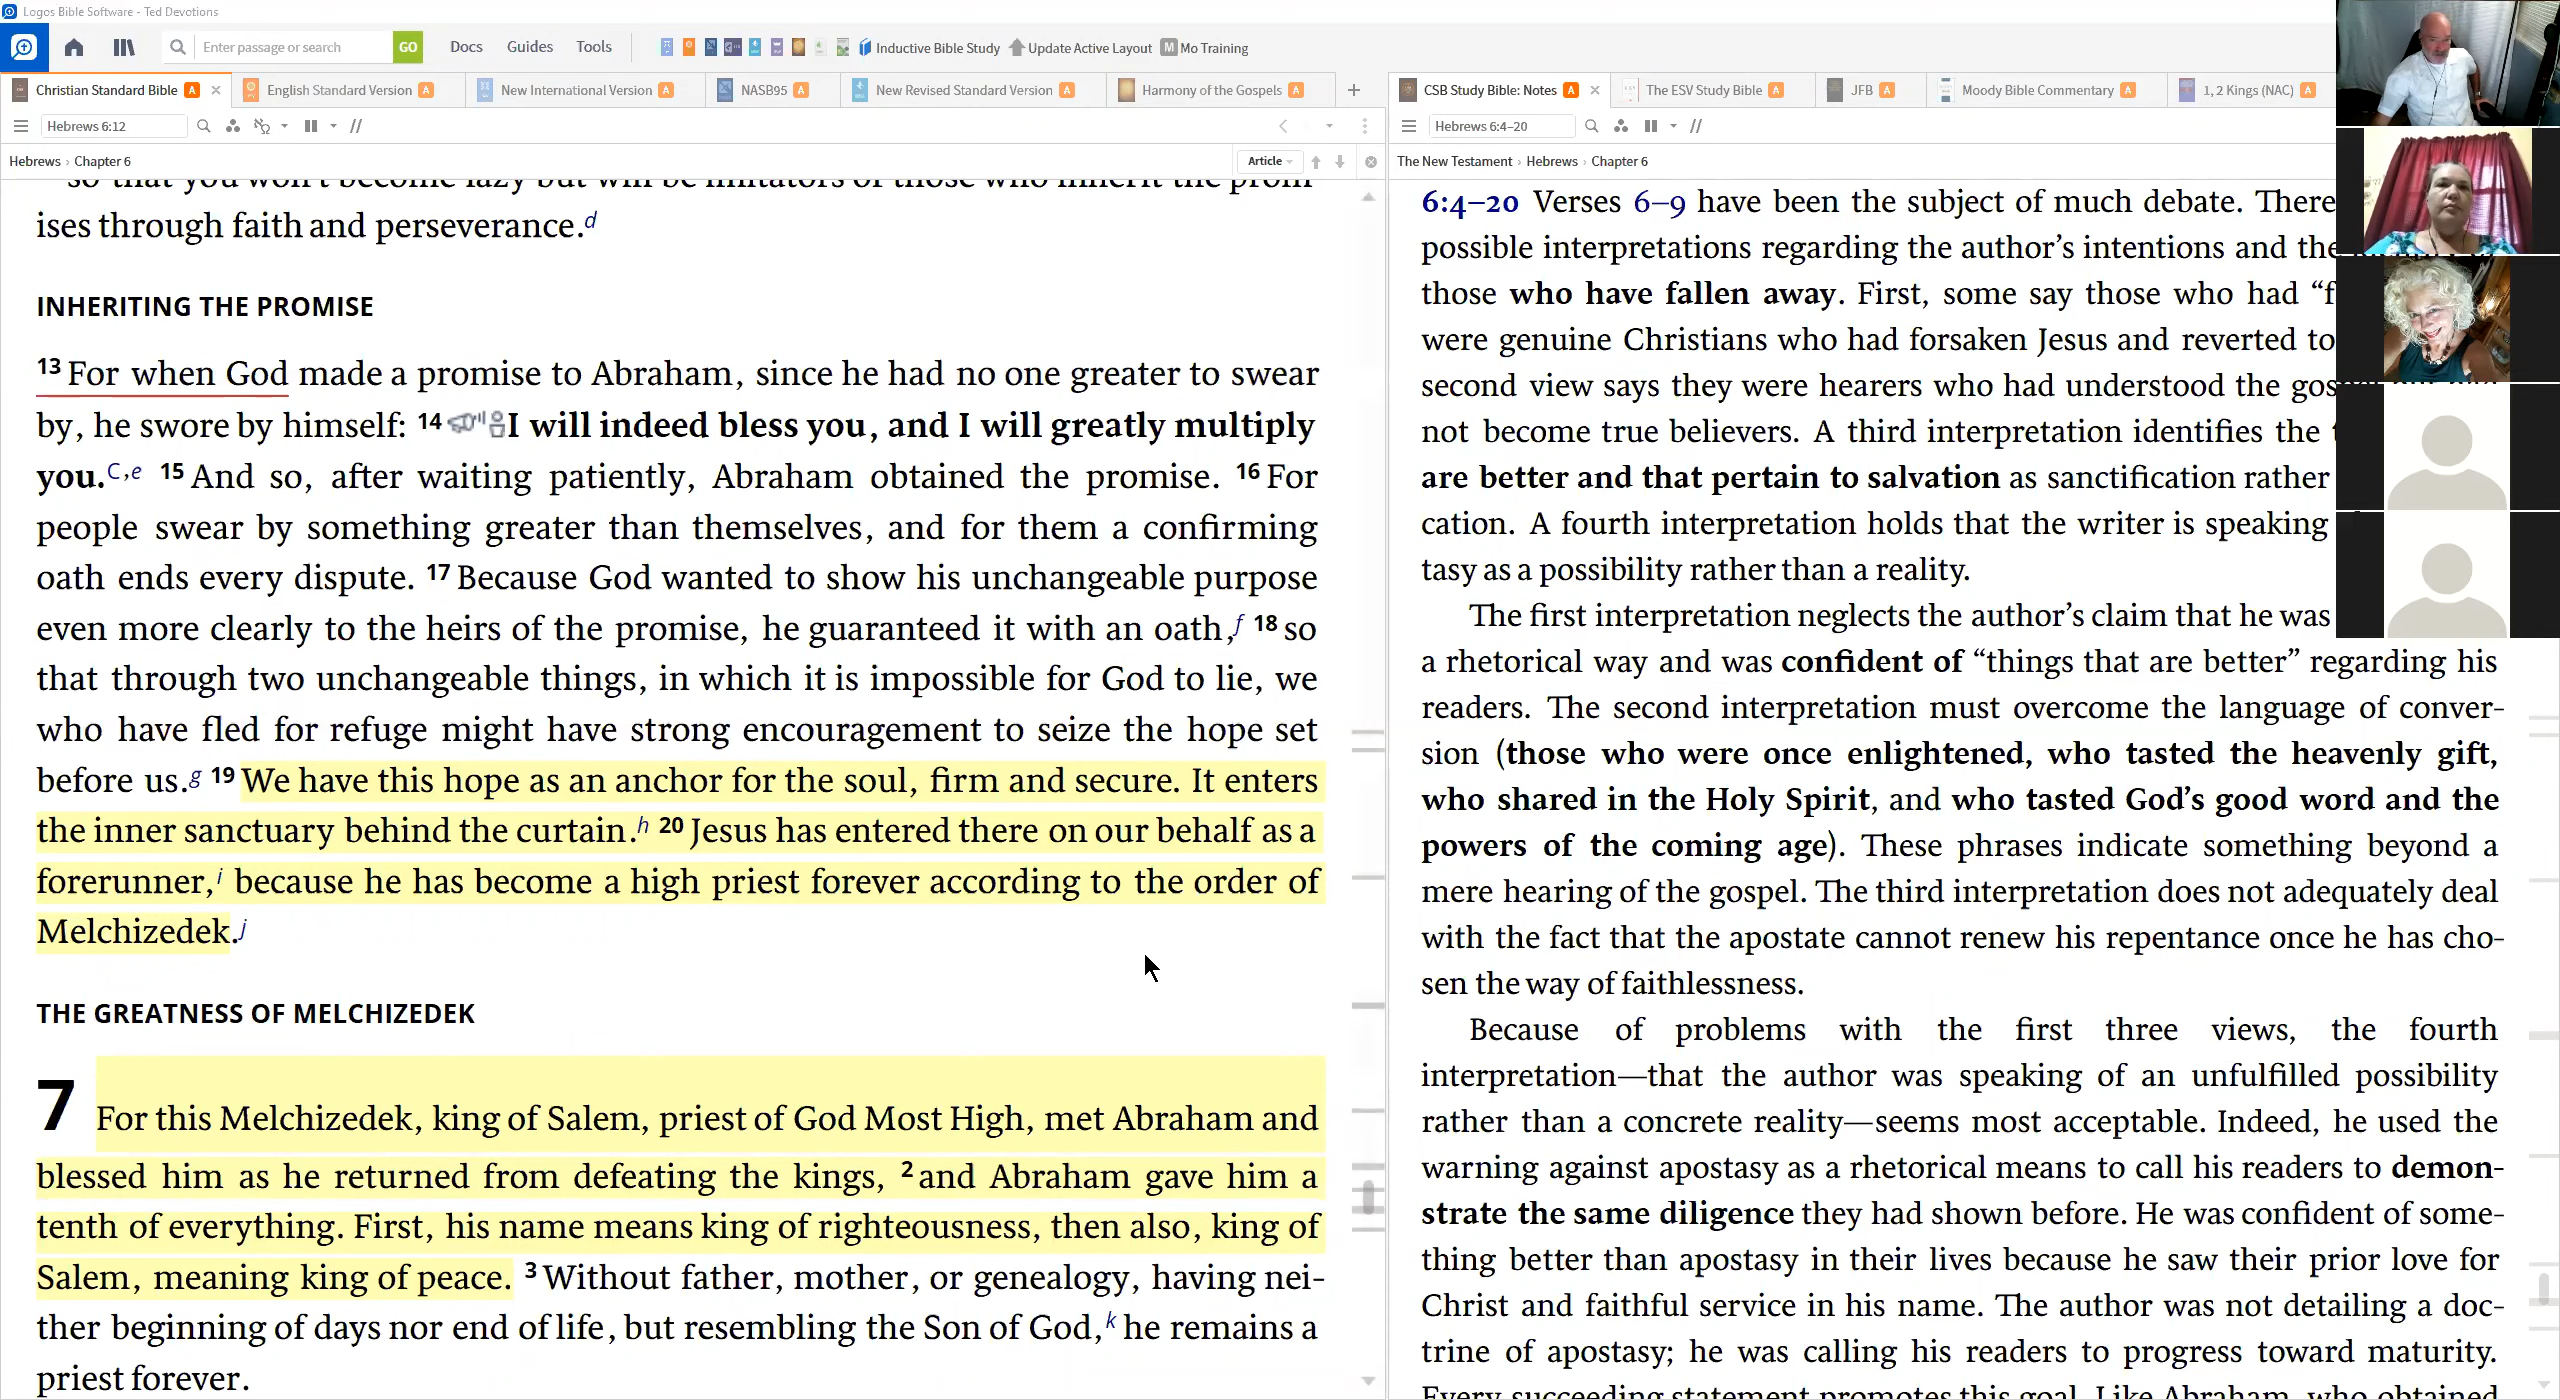 Logos Bible Software - Ted Devotions
Enter passage or search GO Docs Guides Tools Inductive Bible Study Update Active Layout M Mo Training
Christian Standard Bible A English Standard Version A New International Version A NASB95 A New Revised Standard Version A Harmony of the Gospels A
Hebrews 6:12
Hebrews › Chapter 6 Article
so that you won't become lazy but will be imitators of those who inherit the prom-
ises through faith and perseverance.d
INHERITING THE PROMISE
13 For when God made a promise to Abraham, since he had no one greater to swear
by, he swore by himself: 14 I will indeed bless you, and I will greatly multiply
you.C,e 15 And so, after waiting patiently, Abraham obtained the promise. 16 For
people swear by something greater than themselves, and for them a confirming
oath ends every dispute. 17 Because God wanted to show his unchangeable purpose
even more clearly to the heirs of the promise, he guaranteed it with an oath,f 18 so
that through two unchangeable things, in which it is impossible for God to lie, we
who have fled for refuge might have strong encouragement to seize the hope set
before us.g 19 We have this hope as an anchor for the soul, firm and secure. It enters
the inner sanctuary behind the curtain.h 20 Jesus has entered there on our behalf as a
forerunner,i because he has become a high priest forever according to the order of
Melchizedek.j
THE GREATNESS OF MELCHIZEDEK
7 For this Melchizedek, king of Salem, priest of God Most High, met Abraham and
blessed him as he returned from defeating the kings, 2 and Abraham gave him a
tenth of everything. First, his name means king of righteousness, then also, king of
Salem, meaning king of peace. 3 Without father, mother, or genealogy, having nei-
ther beginning of days nor end of life, but resembling the Son of God,k he remains a
priest forever.
CSB Study Bible: Notes A The ESV Study Bible A JFB A Moody Bible Commentary A 1, 2 Kings (NAC) A
Hebrews 6:4–20
The New Testament › Hebrews › Chapter 6
6:4–20 Verses 6–9 have been the subject of much debate. There
possible interpretations regarding the author's intentions and the
those who have fallen away. First, some say those who had “f
were genuine Christians who had forsaken Jesus and reverted to
second view says they were hearers who had understood the gos
not become true believers. A third interpretation identifies the
are better and that pertain to salvation as sanctification rather
cation. A fourth interpretation holds that the writer is speaking
tasy as a possibility rather than a reality.
The first interpretation neglects the author's claim that he was
a rhetorical way and was confident of “things that are better” regarding his
readers. The second interpretation must overcome the language of conver-
sion (those who were once enlightened, who tasted the heavenly gift,
who shared in the Holy Spirit, and who tasted God's good word and the
powers of the coming age). These phrases indicate something beyond a
mere hearing of the gospel. The third interpretation does not adequately deal
with the fact that the apostate cannot renew his repentance once he has cho-
sen the way of faithlessness.
Because of problems with the first three views, the fourth
interpretation—that the author was speaking of an unfulfilled possibility
rather than a concrete reality—seems most acceptable. Indeed, he used the
warning against apostasy as a rhetorical means to call his readers to demon-
strate the same diligence they had shown before. He was confident of some-
thing better than apostasy in their lives because he saw their prior love for
Christ and faithful service in his name. The author was not detailing a doc-
trine of apostasy; he was calling his readers to progress toward maturity.
Every succeeding statement promotes this goal. Like Abraham, who obtained